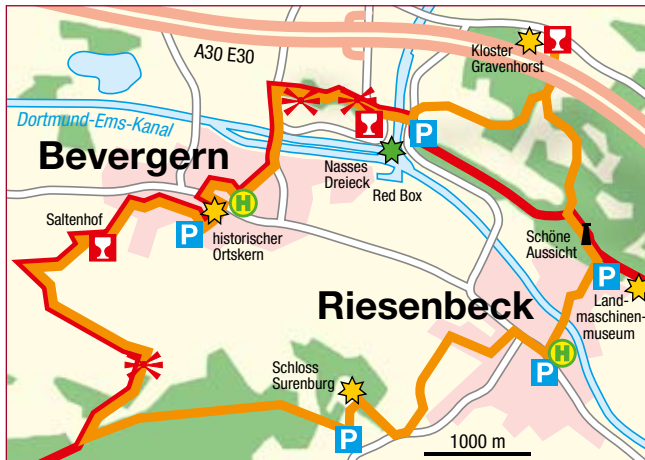 A30 E30
Kloster
Gravenhorst
Dortmund-Ems-Kanal
P
P
Bevergern
Nasses
Dreieck
Red Box
H
Saltenhof
P
historischer
Ortskern
Schöne
Aussicht
P
Riesenbeck
Land-
maschinen-
museum
H
Schloss
Surenburg
P
P
1000 m